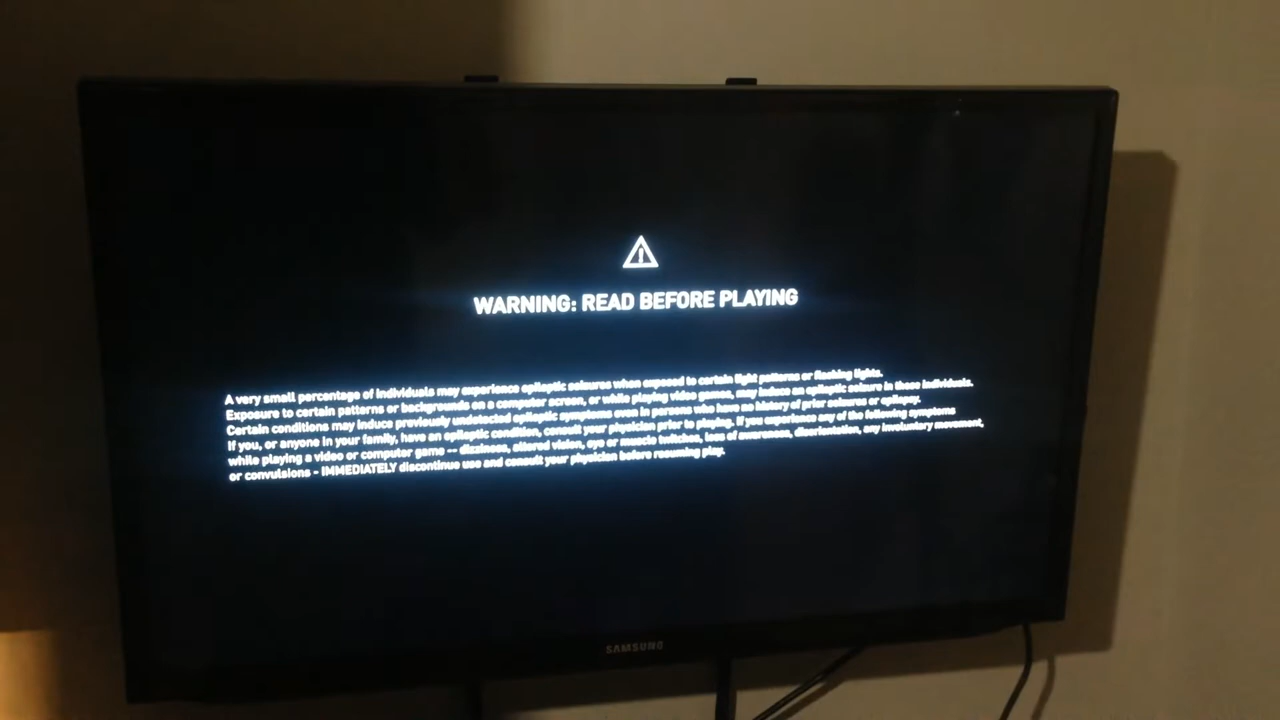 WARNING: READ BEFORE PLAYING
A very small percentage of individuals may experience epileptic seizures when exposed to certain light patterns or flashing lights.
Exposure to certain patterns or backgrounds on a computer screen, or while playing video games, may induce an epileptic seizure in these individuals.
Certain conditions may induce previously undetected epileptic symptoms even in persons who have no history of prior seizures or epilepsy.
If you, or anyone in your family, have an epileptic condition, consult your physician prior to playing. If you experience any of the following symptoms
while playing a video or computer game -- dizziness, altered vision, eye or muscle twitches, loss of awareness, disorientation, any involuntary movement,
or convulsions - IMMEDIATELY discontinue use and consult your physician before resuming play.
SAMSUNG